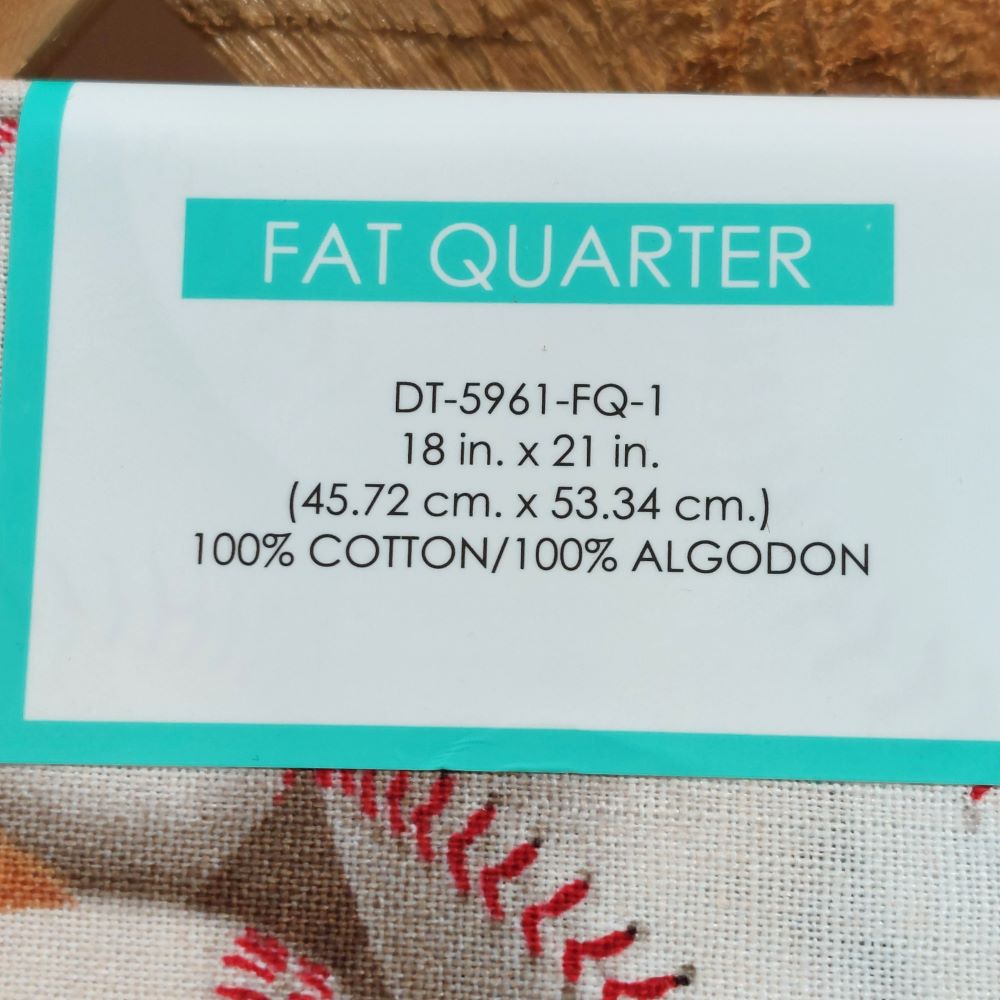 FAT QUARTER
DT-5961-FQ-1
18 in. x 21 in.
(45.72 cm. x 53.34 cm.)
100% COTTON/100% ALGODON